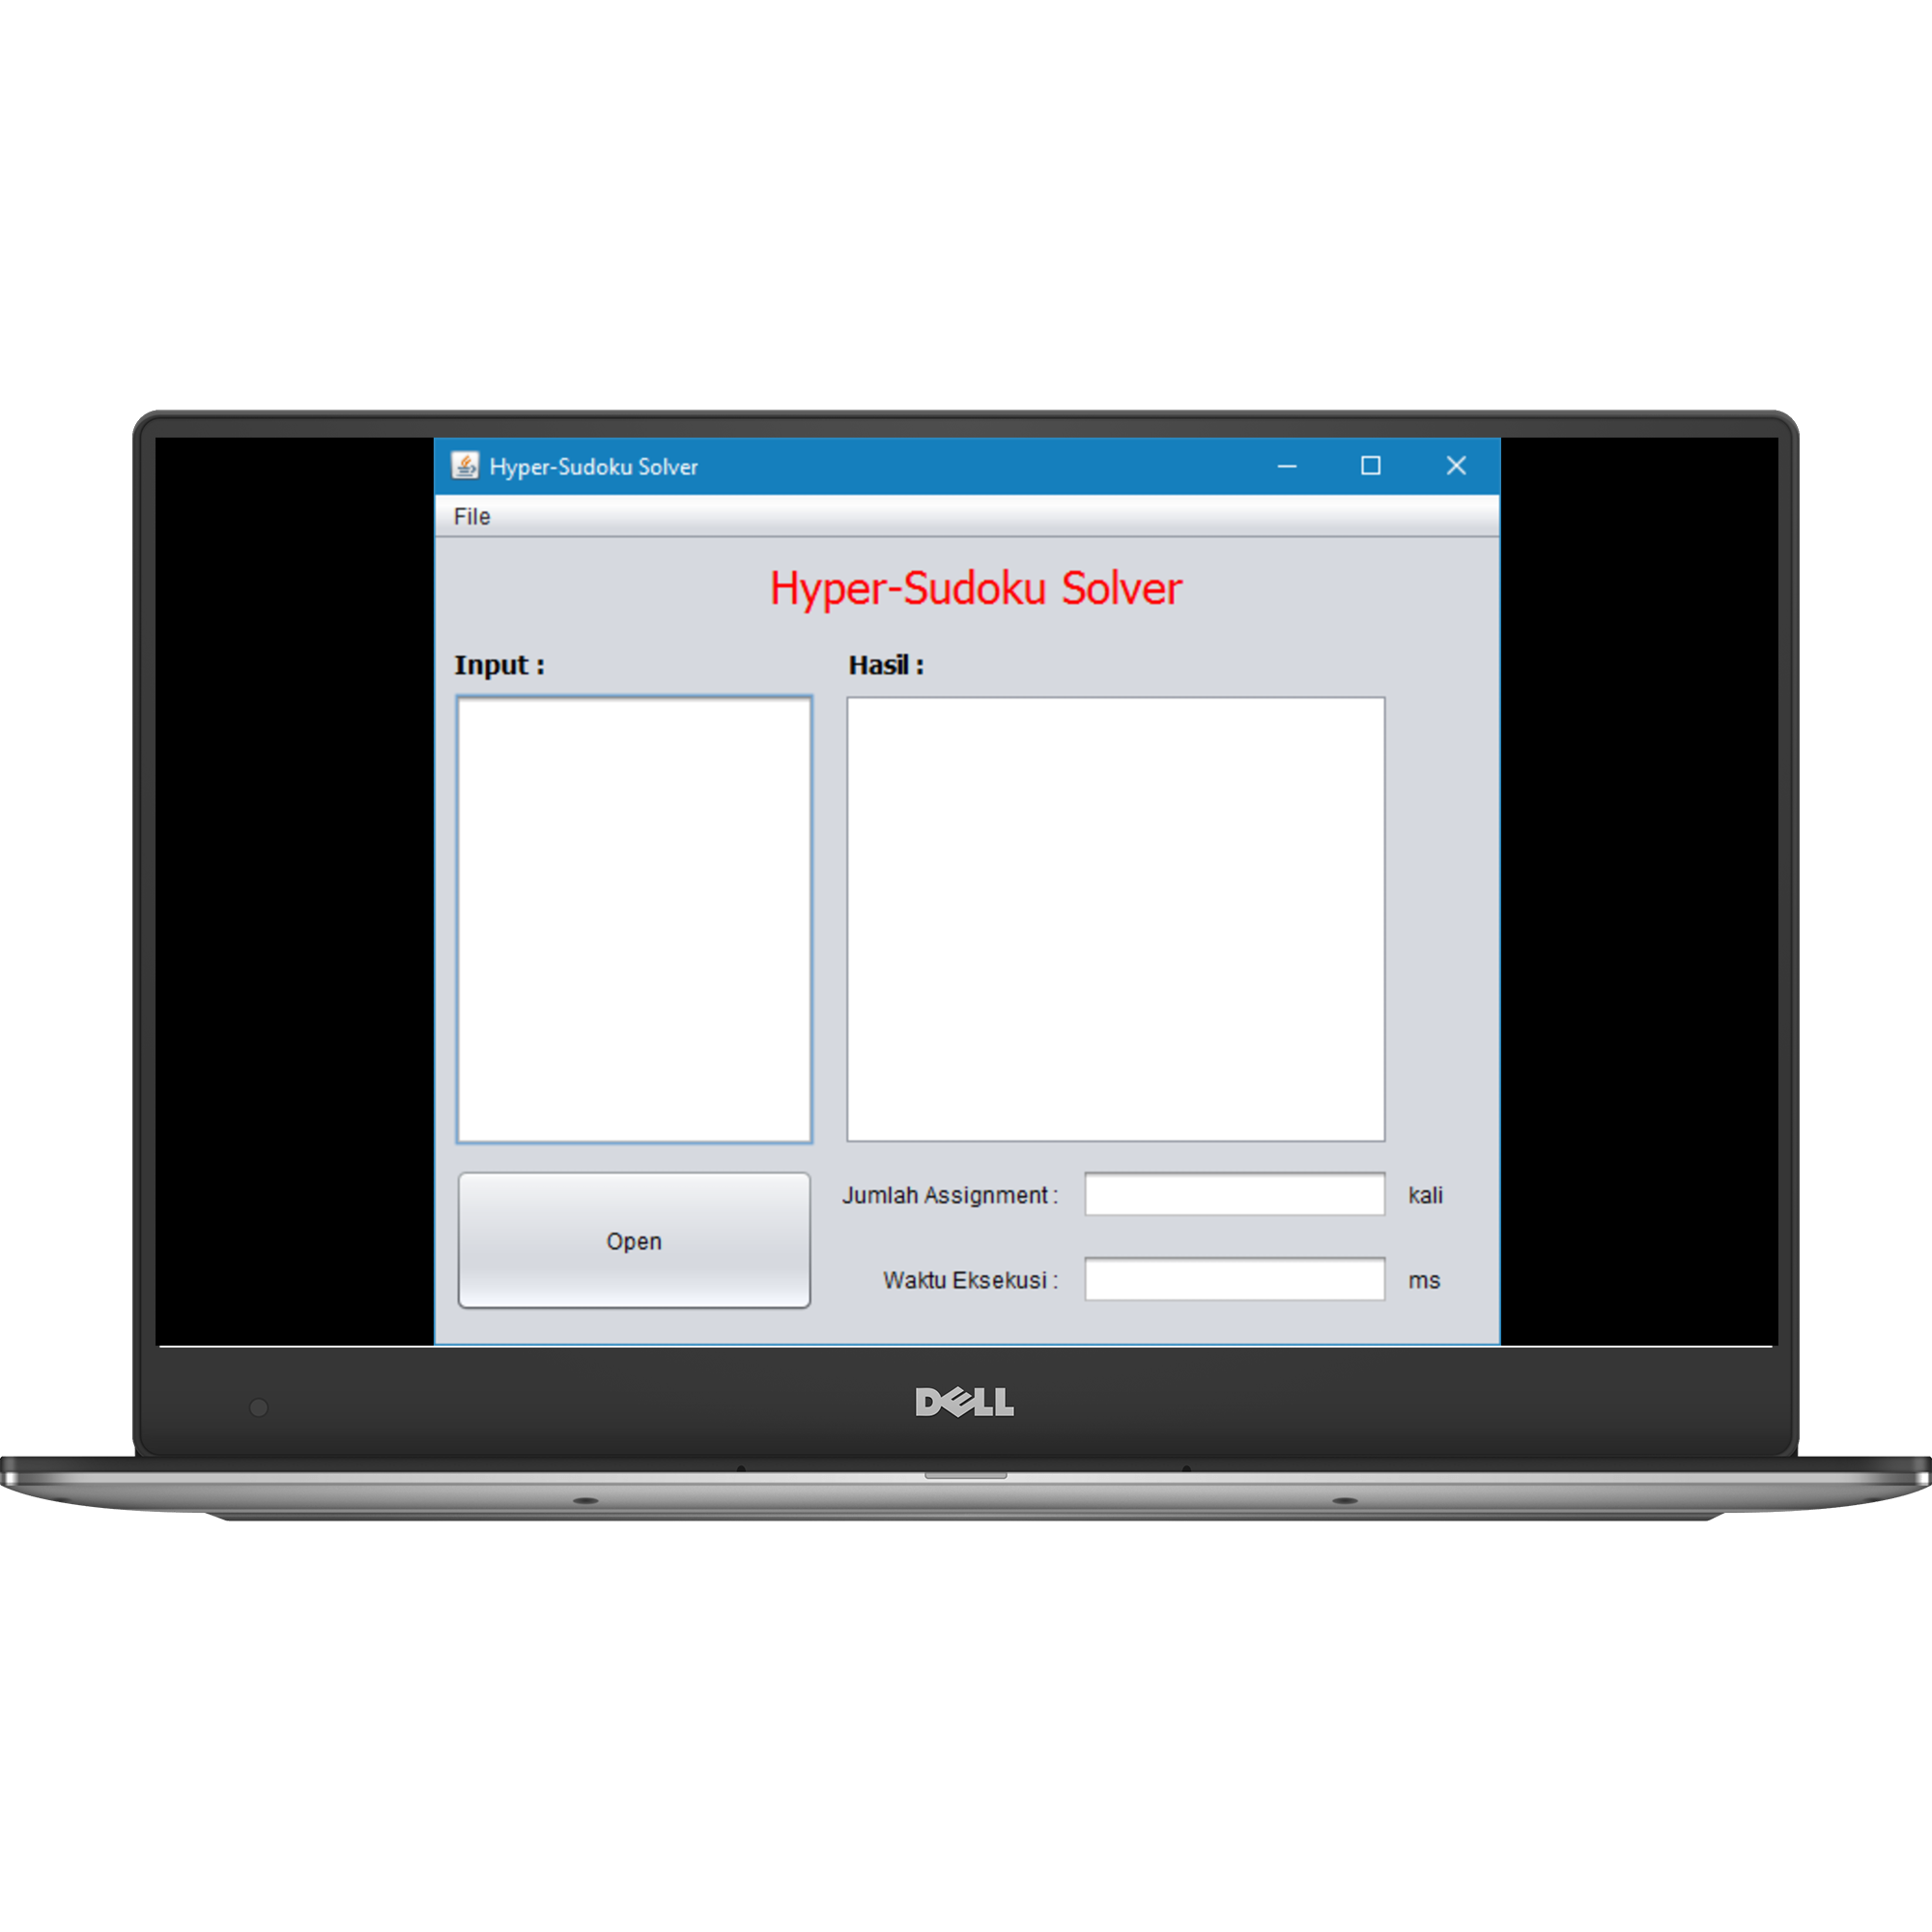 Hyper-Sudoku Solver
File
Hyper-Sudoku Solver
Input :
Hasil :
Open
Jumlah Assignment :
kali
Waktu Eksekusi :
ms
DELL